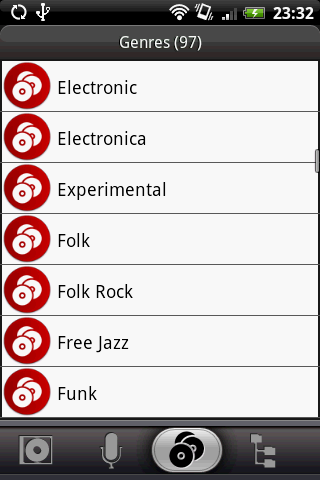 23:32
Genres (97)
Electronic
Electronica
Experimental
Folk
Folk Rock
Free Jazz
Funk